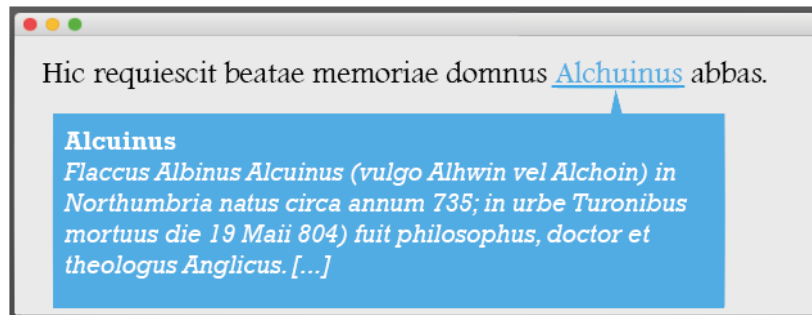 Hic requiescit beatae memoriae domnus Alchuinus abbas.
Alcuinus
Flaccus Albinus Alcuinus (vulgo Alhwin vel Alchoin) in
Northumbria natus circa annum 735; in urbe Turonibus
mortuus die 19 Maii 804) fuit philosophus, doctor et
theologus Anglicus. [...]